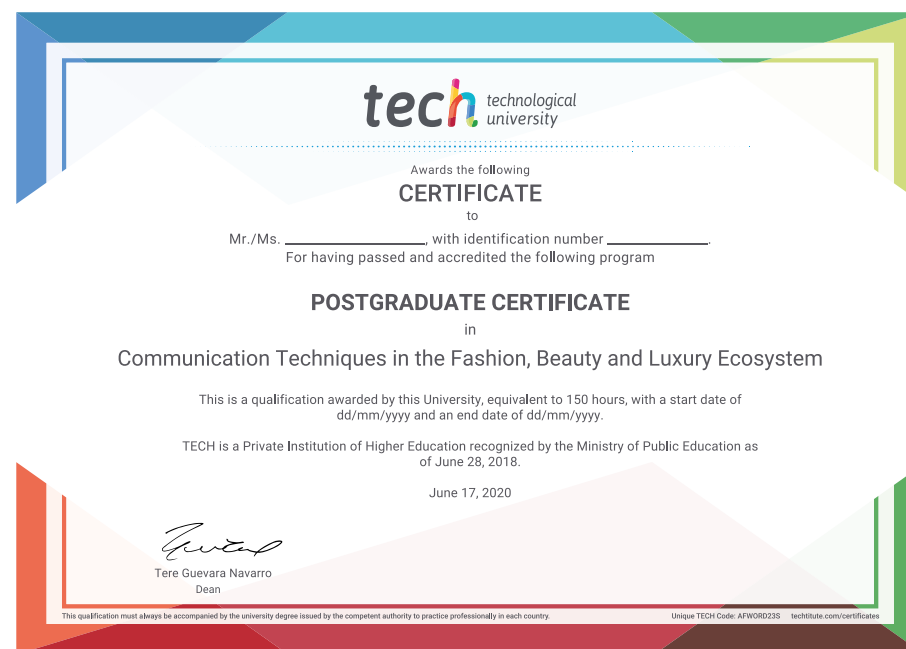 tech technological
university
Awards the following
CERTIFICATE
to
Mr./Ms. ____________, with identification number _________.
For having passed and accredited the following program
POSTGRADUATE CERTIFICATE
in
Communication Techniques in the Fashion, Beauty and Luxury Ecosystem
This is a qualification awarded by this University, equivalent to 150 hours, with a start date of
dd/mm/yyyy and an end date of dd/mm/yyyy.
TECH is a Private Institution of Higher Education recognized by the Ministry of Public Education as
of June 28, 2018.
June 17, 2020
Tere Guevara Navarro
Dean
This qualification must always be accompanied by the university degree issued by the competent authority to practice professionally in each country.
Unique TECH Code: AFWORD23S techtitute.com/certificates